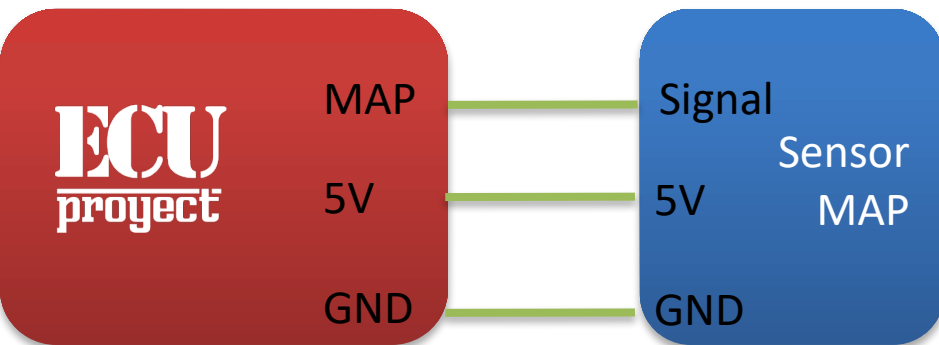 ECU
proyect
MAP
5V
GND
Signal
5V
GND
Sensor
MAP